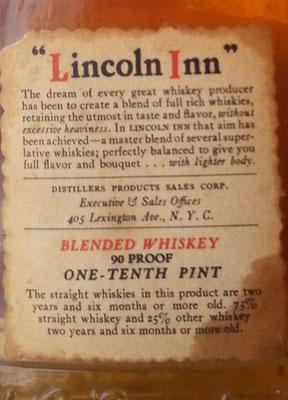 "Lincoln Inn"
The dream of every great whiskey producer
has been to create a blend of full rich whiskies,
retaining the utmost in taste and flavor, without
excessive heaviness. In LINCOLN INN that aim has
been achieved—a master blend of several super-
lative whiskies; perfectly balanced to give you
full flavor and bouquet . . . with lighter body.
DISTILLERS PRODUCTS SALES CORP.
Executive & Sales Offices
405 Lexington Ave., N. Y. C.
BLENDED WHISKEY
90 PROOF
ONE-TENTH PINT
The straight whiskies in this product are two
years and six months or more old. 75%
straight whiskey and 25% other whiskey
two years and six months or more old.